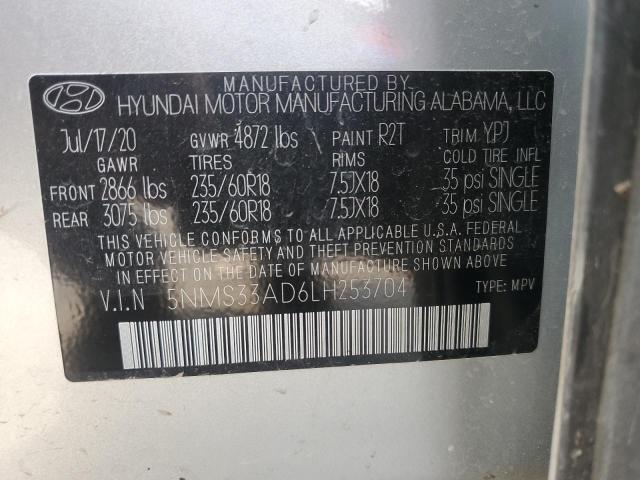 MANUFACTURED BY
HYUNDAI MOTOR MANUFACTURING ALABAMA, LLC
Jul/17/20 GVWR 4872 lbs PAINT R2T TRIM YPJ
GAWR TIRES RIMS COLD TIRE INFL.
FRONT 2866 lbs 235/60R18 7.5JX18 35 psi SINGLE
REAR 3075 lbs 235/60R18 7.5JX18 35 psi SINGLE
THIS VEHICLE CONFORMS TO ALL APPLICABLE U.S.A. FEDERAL
MOTOR VEHICLE SAFETY AND THEFT PREVENTION STANDARDS
IN EFFECT ON THE DATE OF MANUFACTURE SHOWN ABOVE.
V.I.N 5NMS33AD6LH253704 TYPE: MPV